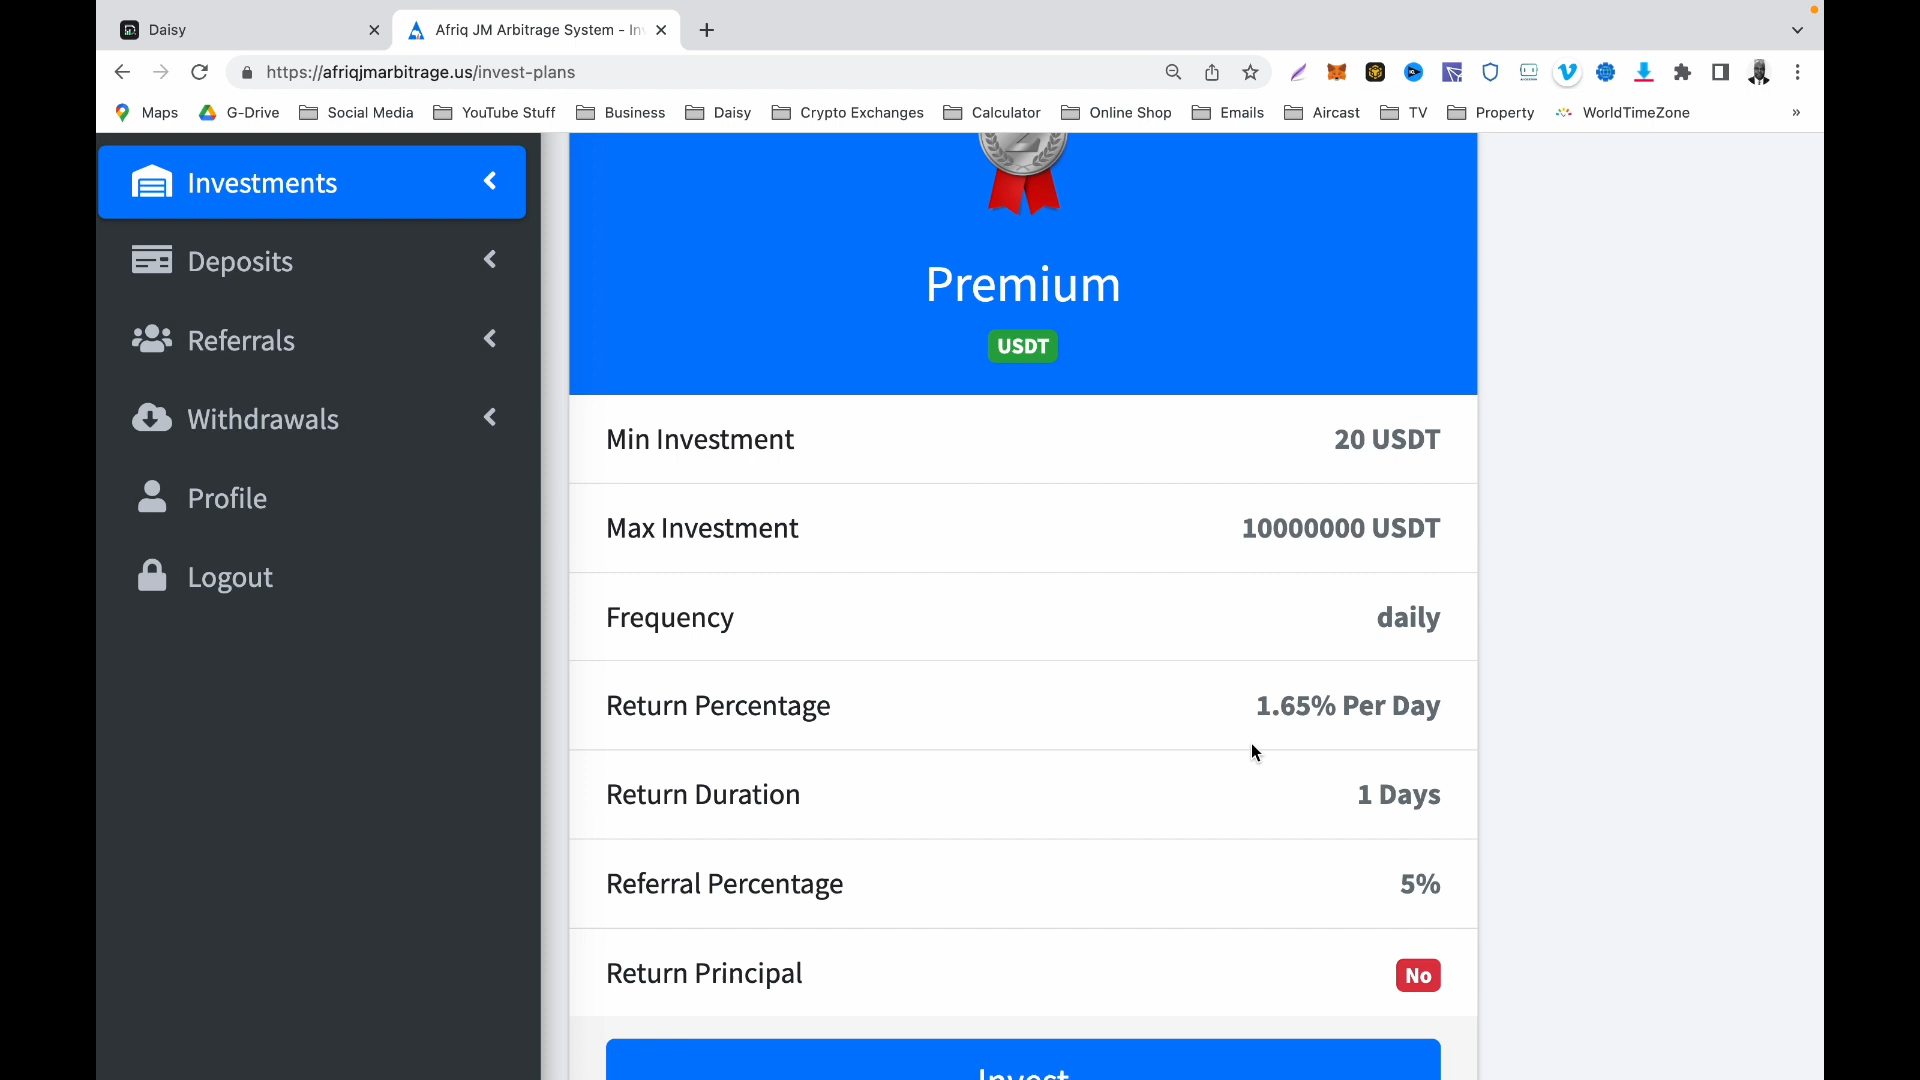 Daisy
Afriq JM Arbitrage System - Inv
https://afriqjmarbitrage.us/invest-plans
Maps G-Drive Social Media YouTube Stuff Business Daisy Crypto Exchanges Calculator Online Shop Emails Aircast TV Property WorldTimeZone »
Investments
Deposits
Referrals
Withdrawals
Profile
Logout
2
Premium
USDT
Min Investment 20 USDT
Max Investment 10000000 USDT
Frequency daily
Return Percentage 1.65% Per Day
Return Duration 1 Days
Referral Percentage 5%
Return Principal No
Invest